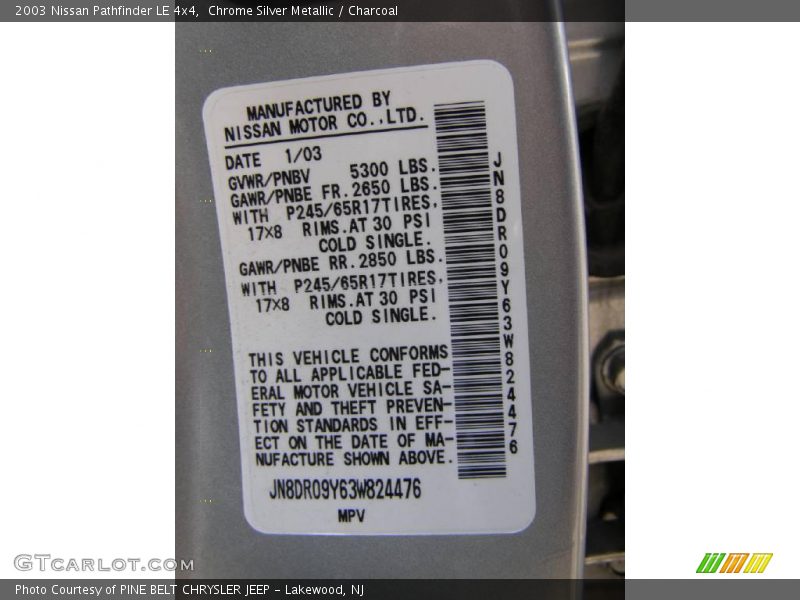 2003 Nissan Pathfinder LE 4x4,  Chrome Silver Metallic / Charcoal
MANUFACTURED BY
NISSAN MOTOR CO.,LTD.
DATE 1/03
GVWR/PNBV 5300 LBS.
GAWR/PNBE FR.2650 LBS.
WITH P245/65R17TIRES,
17×8 RIMS.AT 30 PSI
COLD SINGLE.
GAWR/PNBE RR.2850 LBS.
WITH P245/65R17TIRES,
17×8 RIMS.AT 30 PSI
COLD SINGLE.
THIS VEHICLE CONFORMS
TO ALL APPLICABLE FED-
ERAL MOTOR VEHICLE SA-
FETY AND THEFT PREVEN-
TION STANDARDS IN EFF-
ECT ON THE DATE OF MA-
NUFACTURE SHOWN ABOVE.
JN8DR09Y63W824476
MPV
JN8DR09Y63W824476
GTcarlot.com
Photo Courtesy of PINE BELT CHRYSLER JEEP - Lakewood, NJ